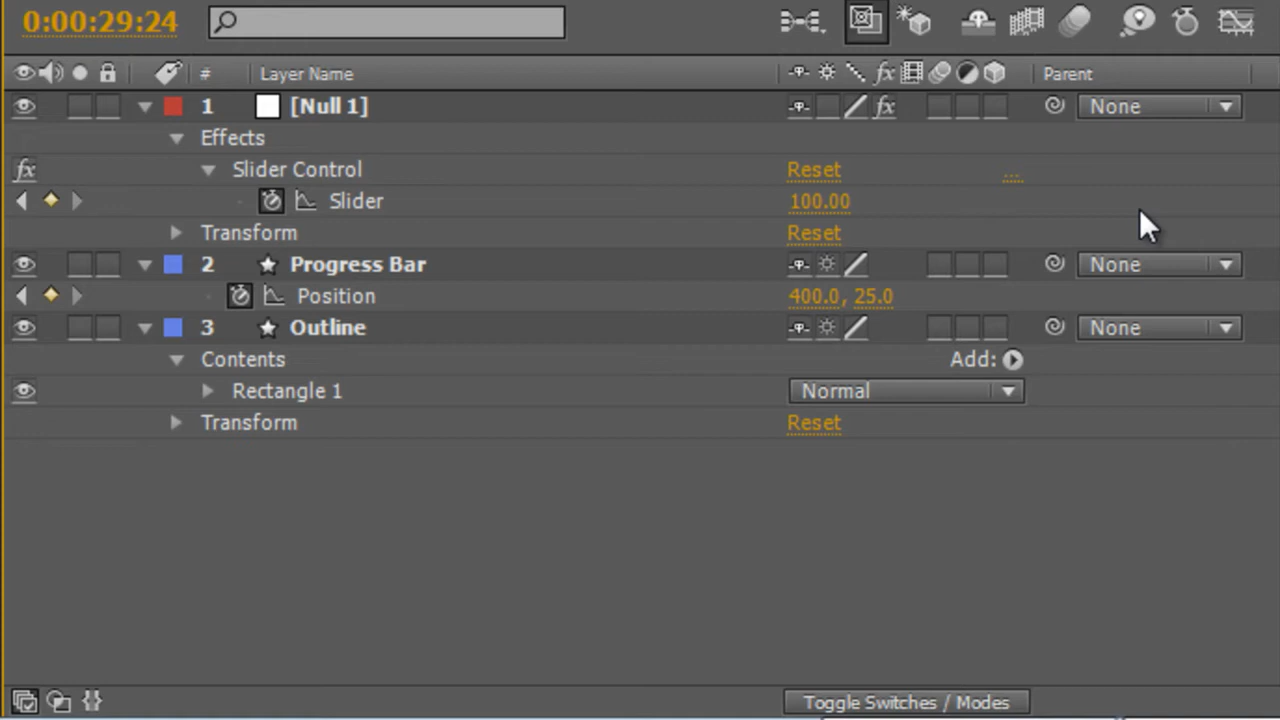 0:00:29:24
# Layer Name Parent
1 [Null 1] fx None
Effects
fx Slider Control Reset ...
Slider 100.00
Transform Reset
2 Progress Bar None
Position 400.0, 25.0
3 Outline None
Contents Add:
Rectangle 1 Normal
Transform Reset
Toggle Switches / Modes